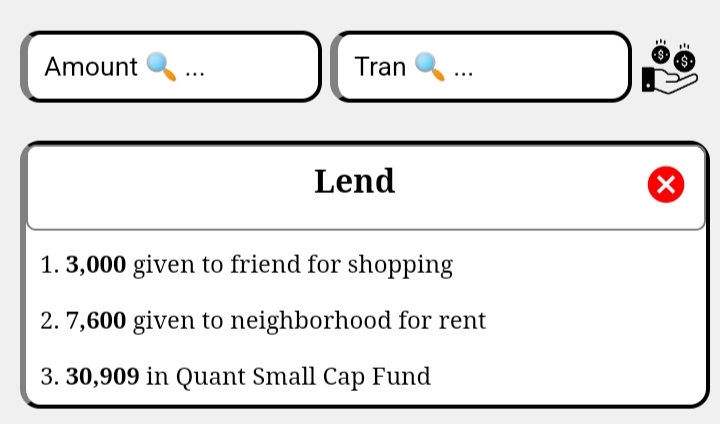 Amount 🔍 ...
Tran 🔍 ...
Lend
1. 3,000 given to friend for shopping
2. 7,600 given to neighborhood for rent
3. 30,909 in Quant Small Cap Fund